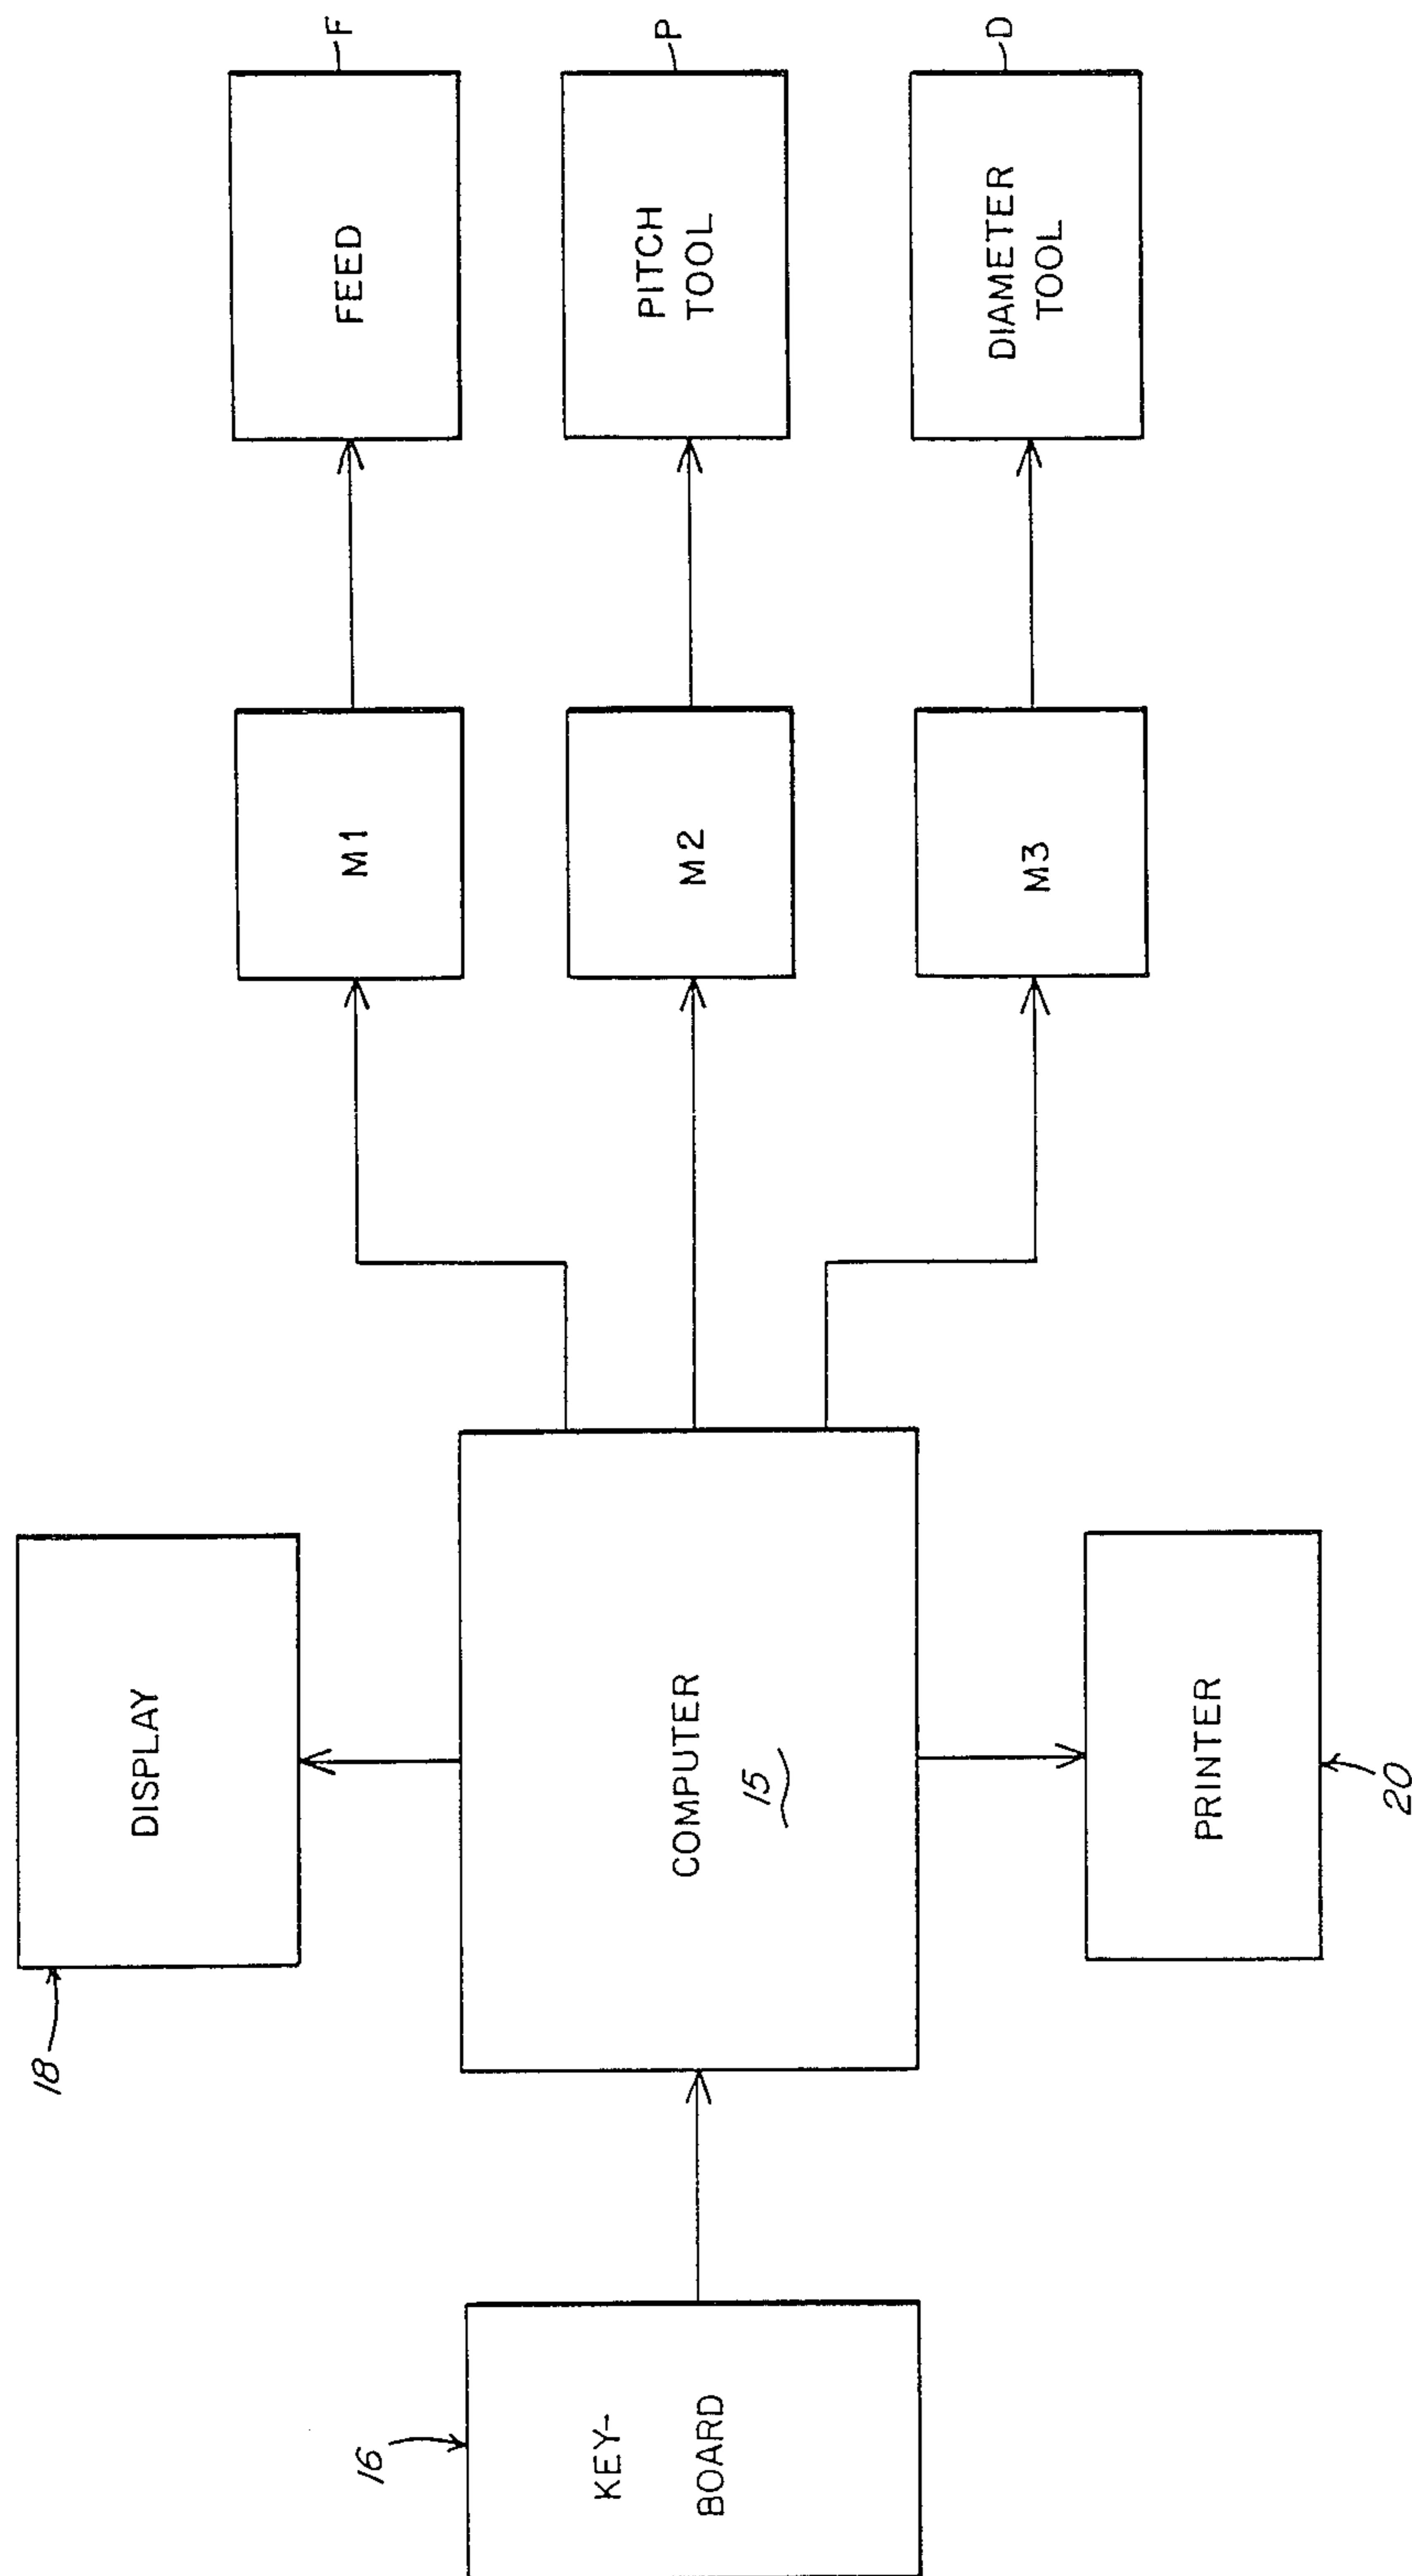 18
DISPLAY
16
KEY-
BOARD
COMPUTER
15
PRINTER
20
M1
FEED
F
M2
PITCH
TOOL
P
M3
DIAMETER
TOOL
D